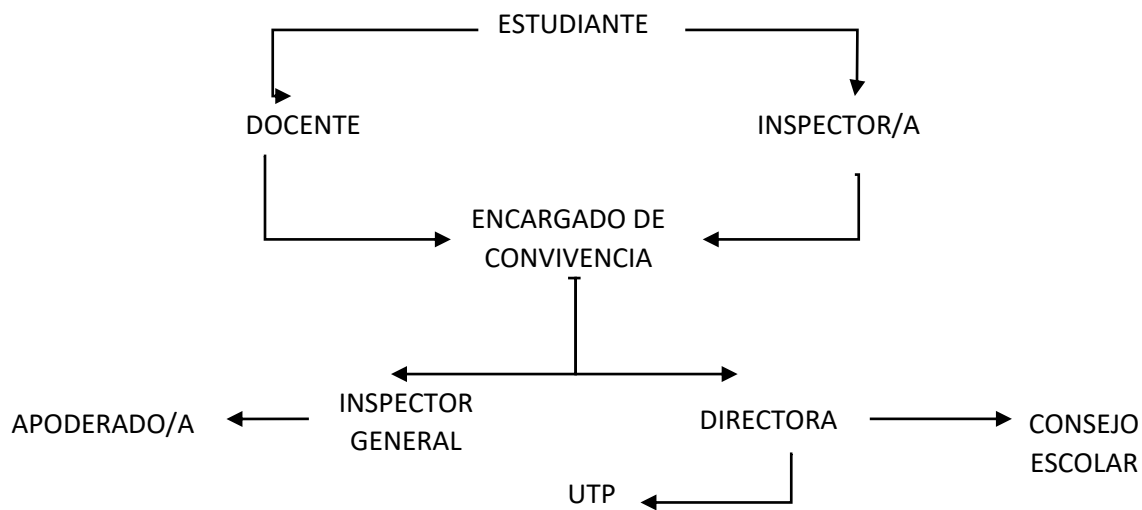 ESTUDIANTE
DOCENTE
INSPECTOR/A
ENCARGADO DE
CONVIVENCIA
APODERADO/A
INSPECTOR
GENERAL
DIRECTORA
CONSEJO
ESCOLAR
UTP